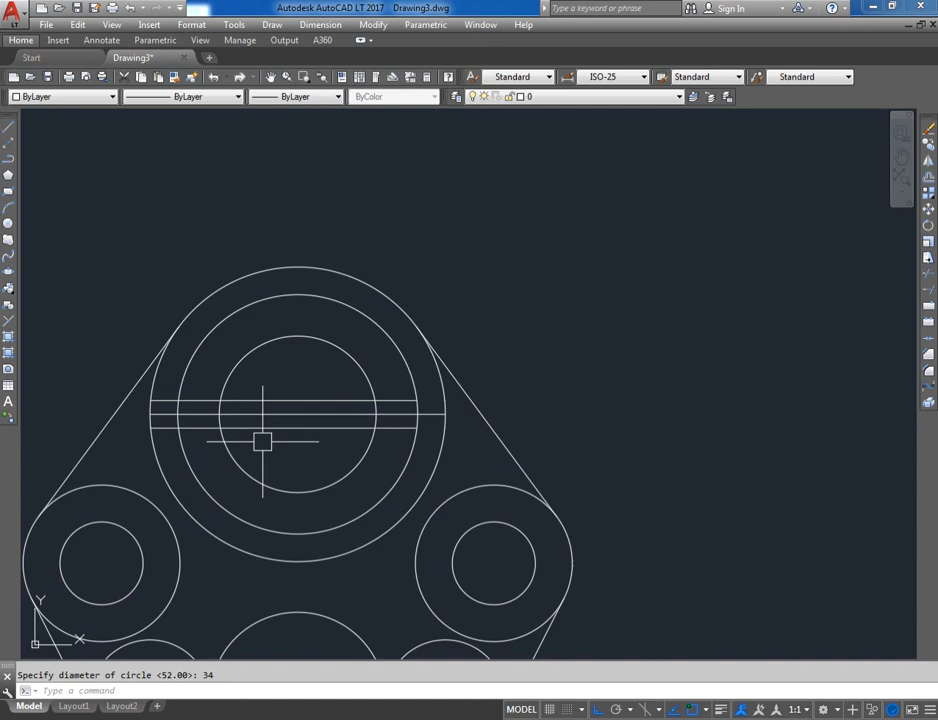 Autodesk AutoCAD LT 2017 Drawing3.dwg
Type a keyword or phrase
Sign In
LT
File Edit View Insert Format Tools Draw Dimension Modify Parametric Window Express
Home Insert Annotate Parametric View Manage Output A360
Start Drawing3*
Standard ISO-25 Standard Standard
ByLayer ByLayer ByLayer ByColor 0
A
Y
X
Specify diameter of circle <52.00>: 34
Type a command
Model Layout1 Layout2 +
MODEL 1:1